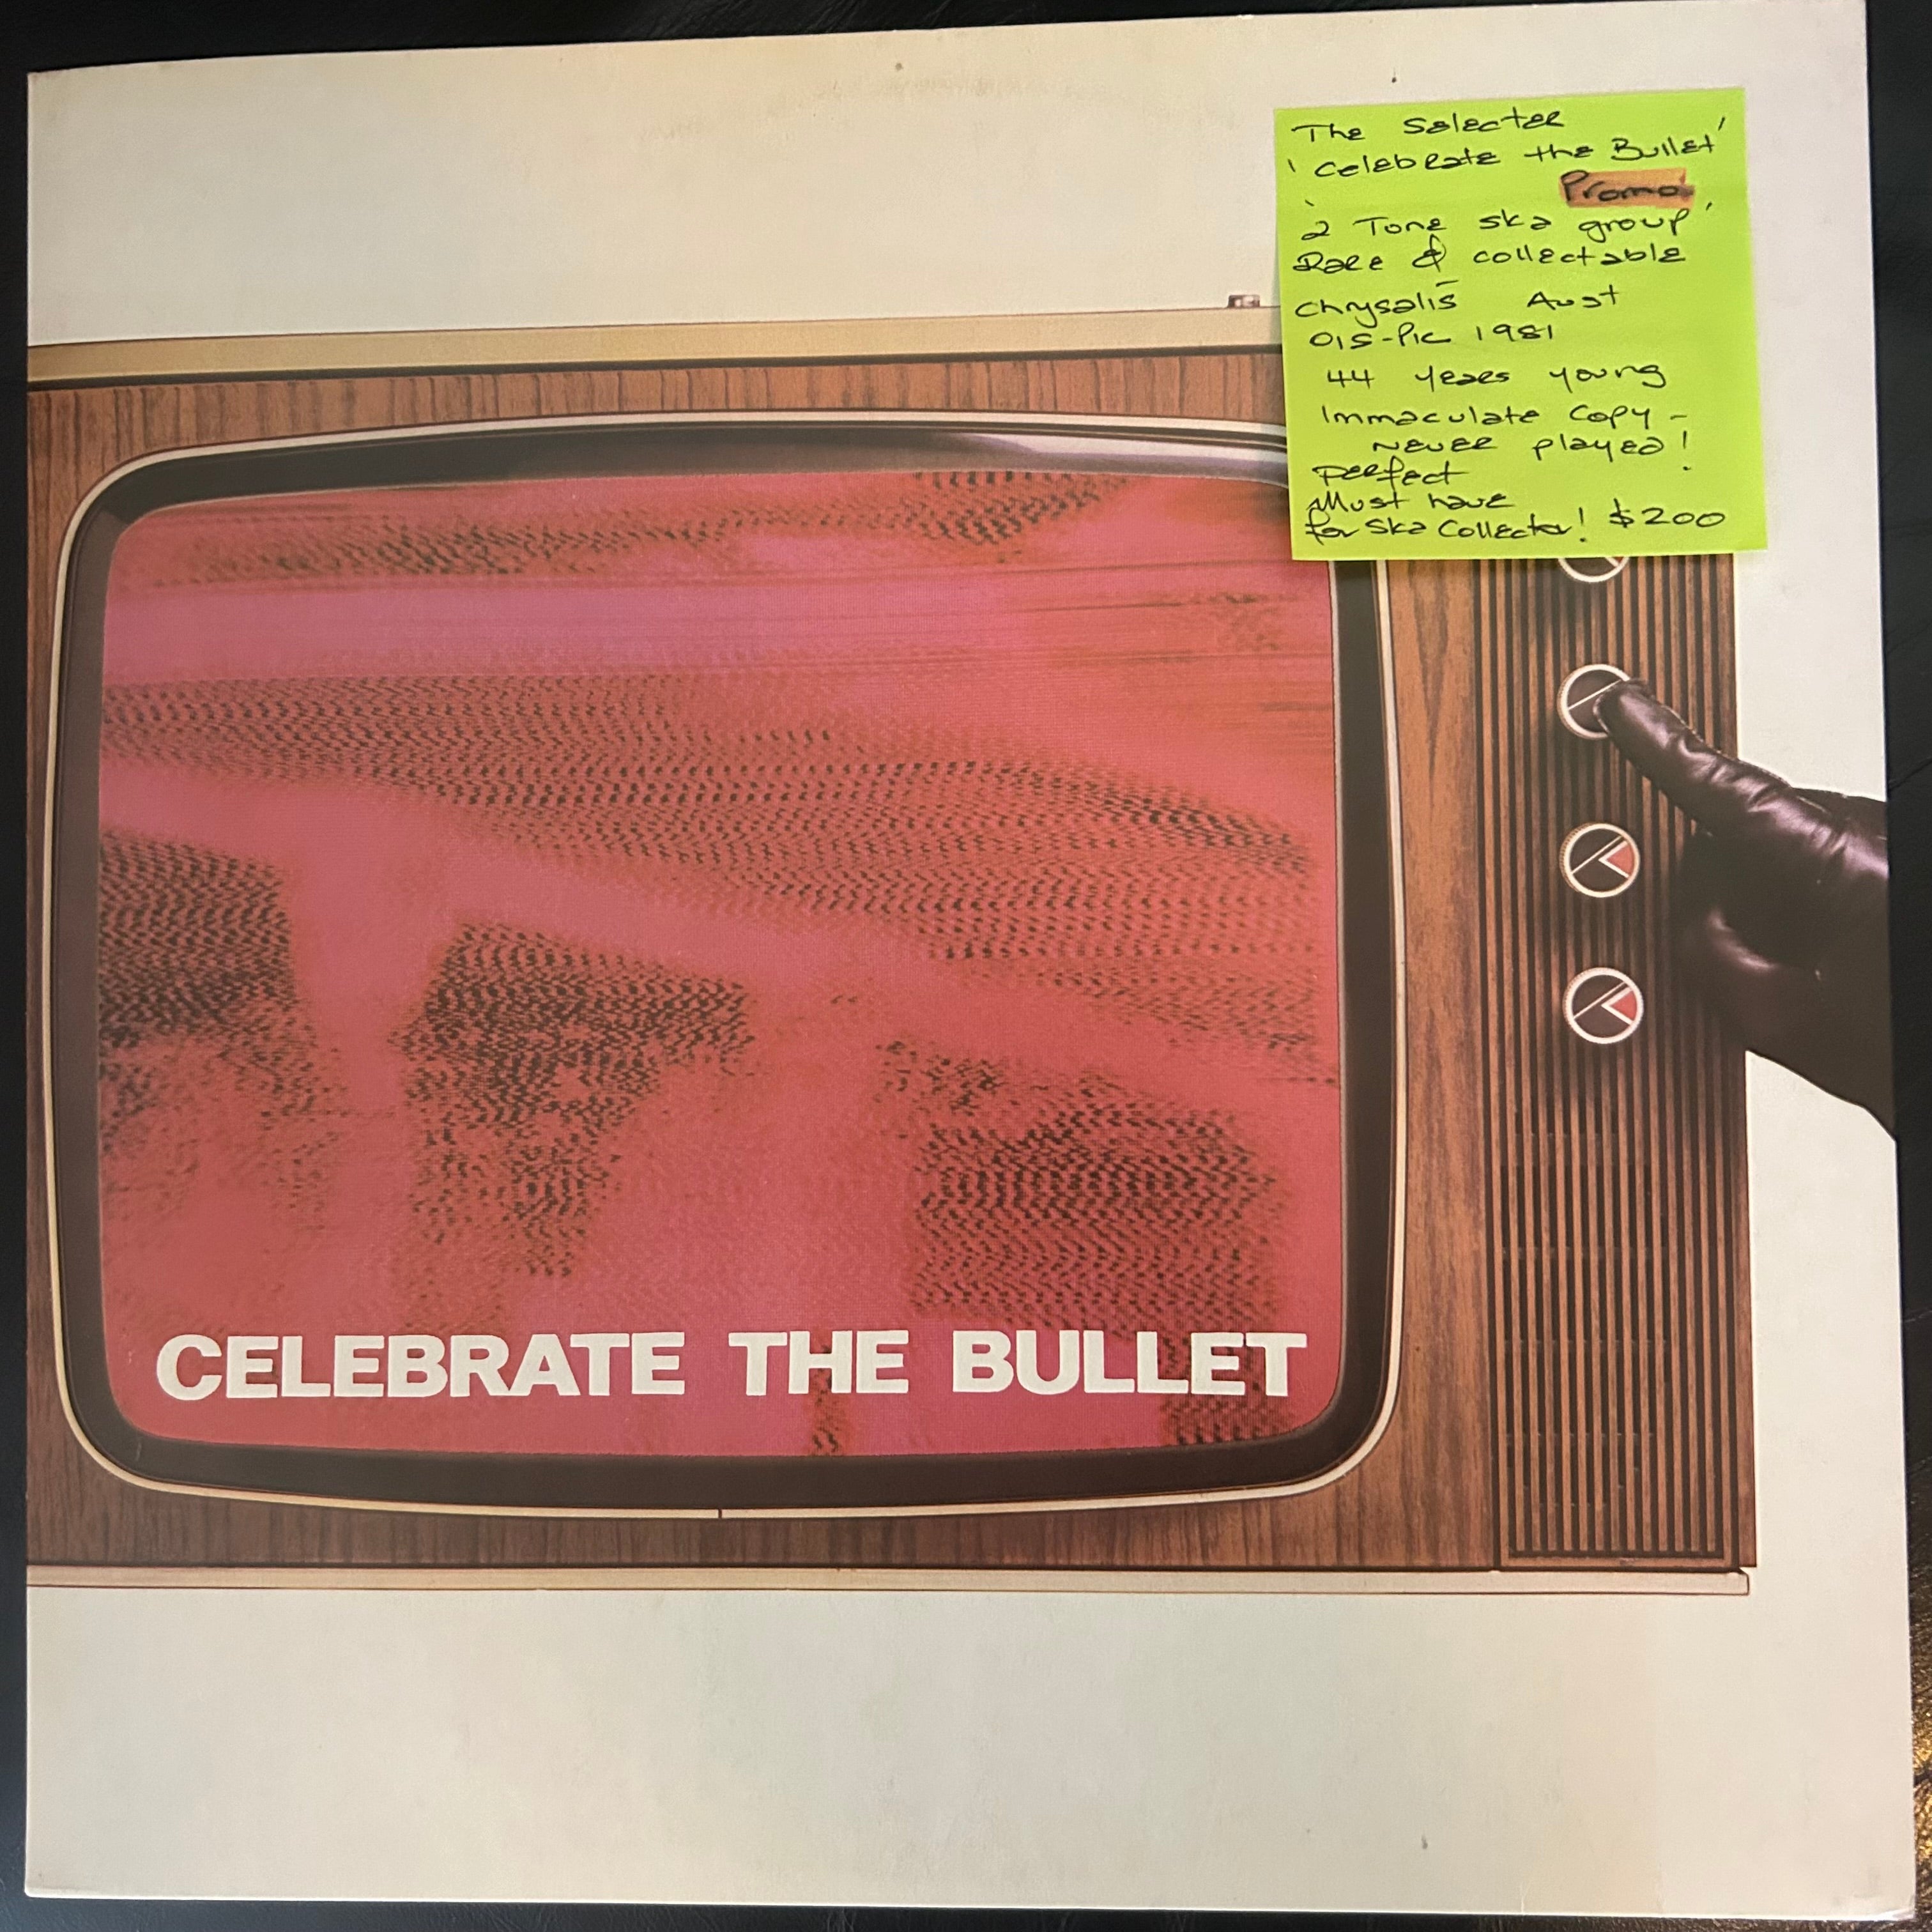 The Selecter
'Celebrate the Bullet'
Promo
'2 Tone ska group'
Rare & collectable
Chrysalis Aust
O/S-Pic 1981
44 years young
Immaculate Copy -
never played!
perfect
Must have
for Ska Collector! $200
CELEBRATE THE BULLET